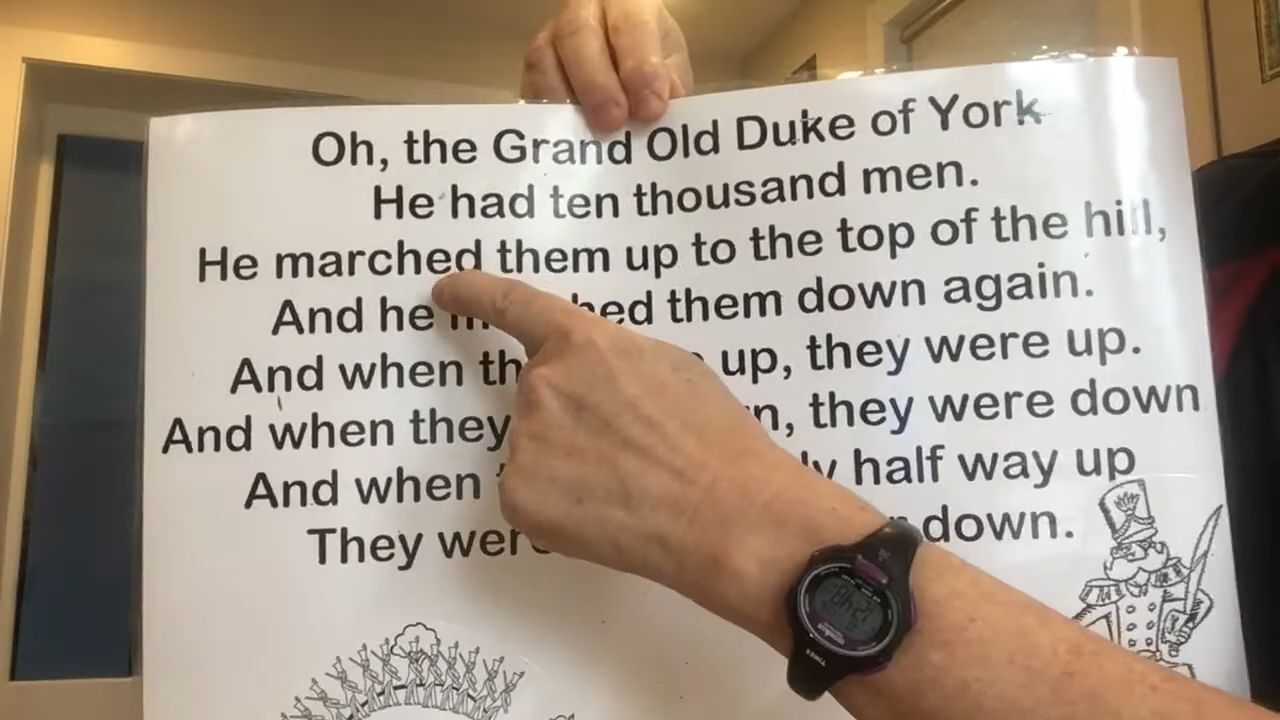 Oh, the Grand Old Duke of York
He had ten thousand men.
He marched them up to the top of the hill,
And he them down again.
And when up, they were up.
And when they they were down
And when half way up
They were down.
TIMEX